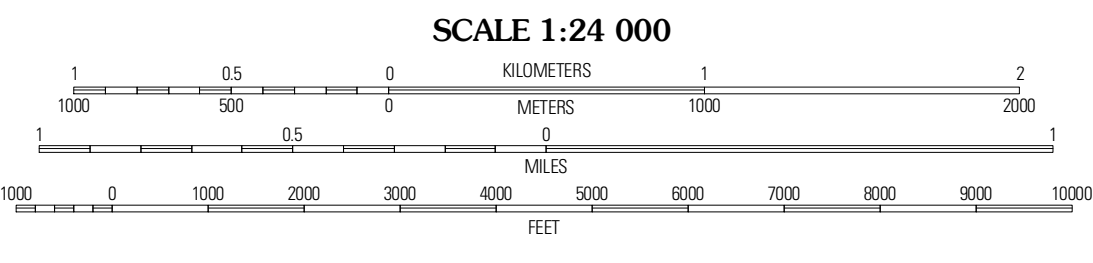 SCALE 1:24 000
1 0.5 0 KILOMETERS 1 2
1000 500 0 METERS 1000 2000
1 0.5 0 1
MILES
1000 0 1000 2000 3000 4000 5000 6000 7000 8000 9000 10000
FEET